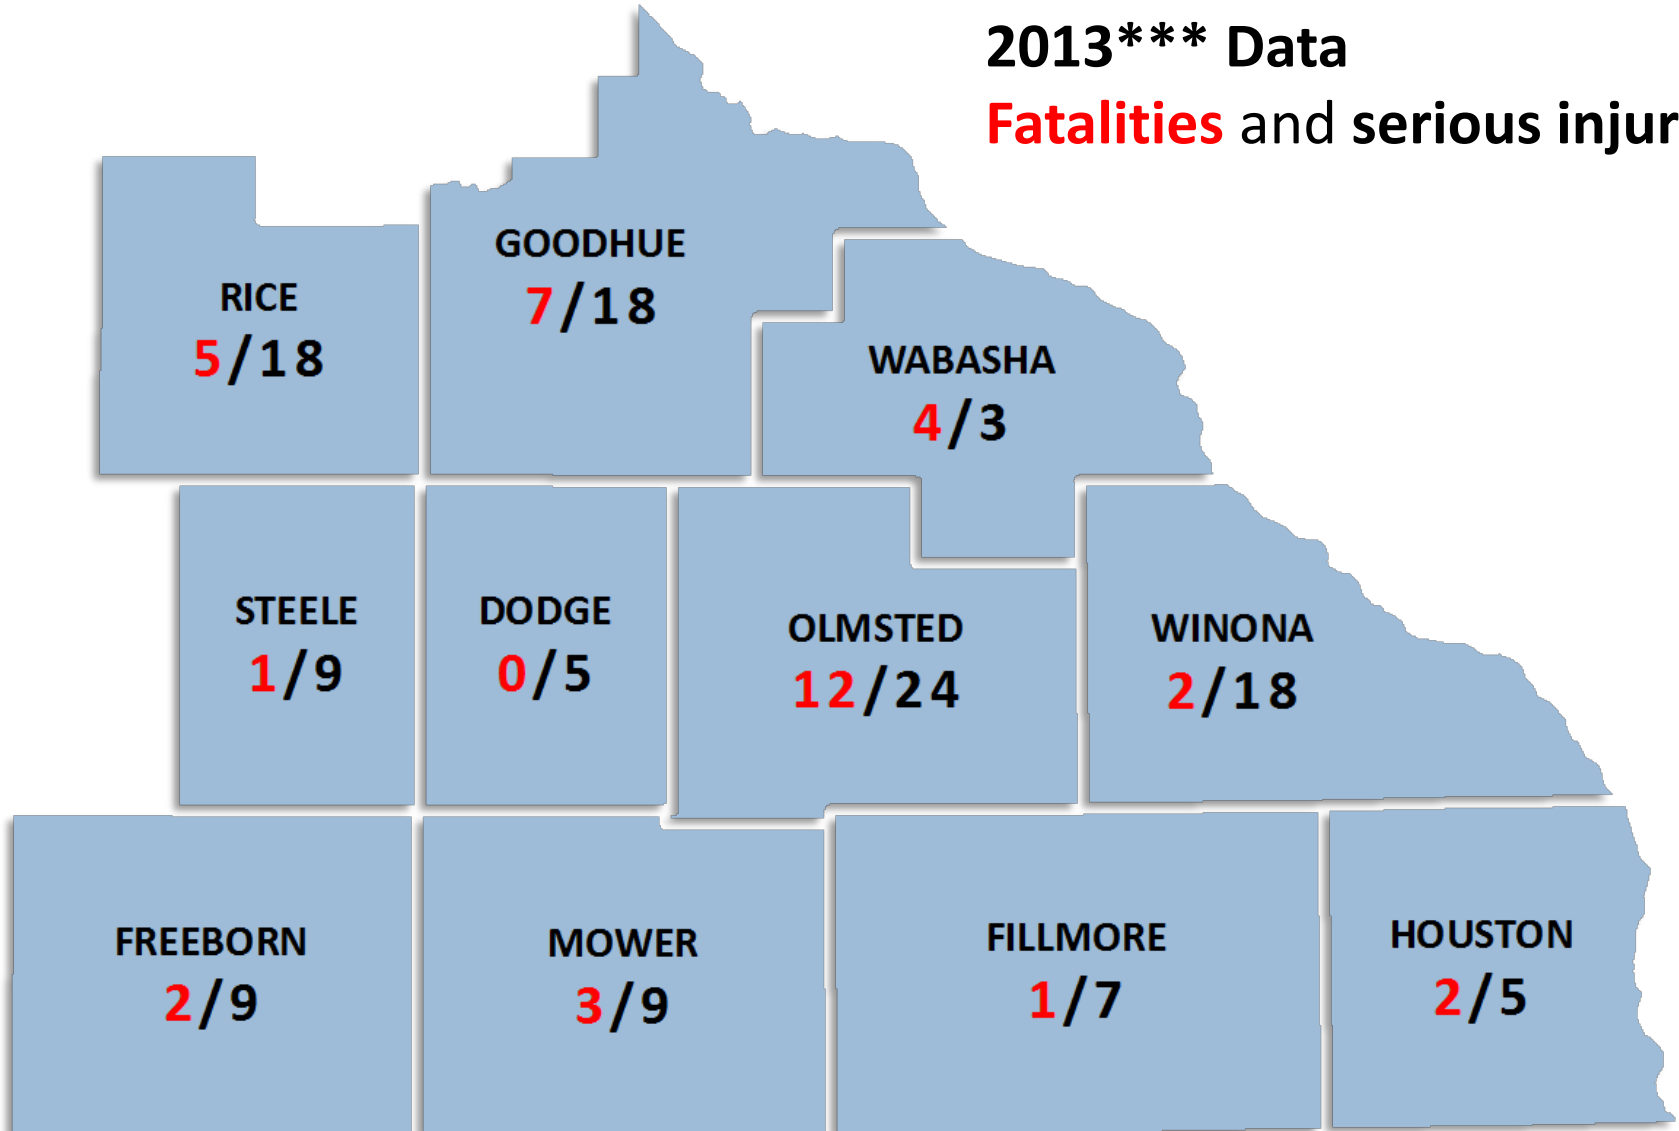 2013*** Data
Fatalities and serious injur
GOODHUE
7/18
RICE
5/18
WABASHA
4/3
STEELE
1/9
DODGE
0/5
OLMSTED
12/24
WINONA
2/18
FREEBORN
2/9
MOWER
3/9
FILLMORE
1/7
HOUSTON
2/5